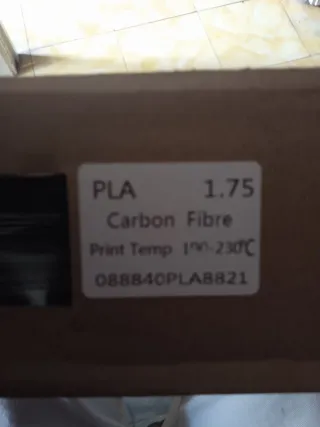 PLA 1.75
Carbon Fibre
Print Temp 190-230℃
088840PLA8821